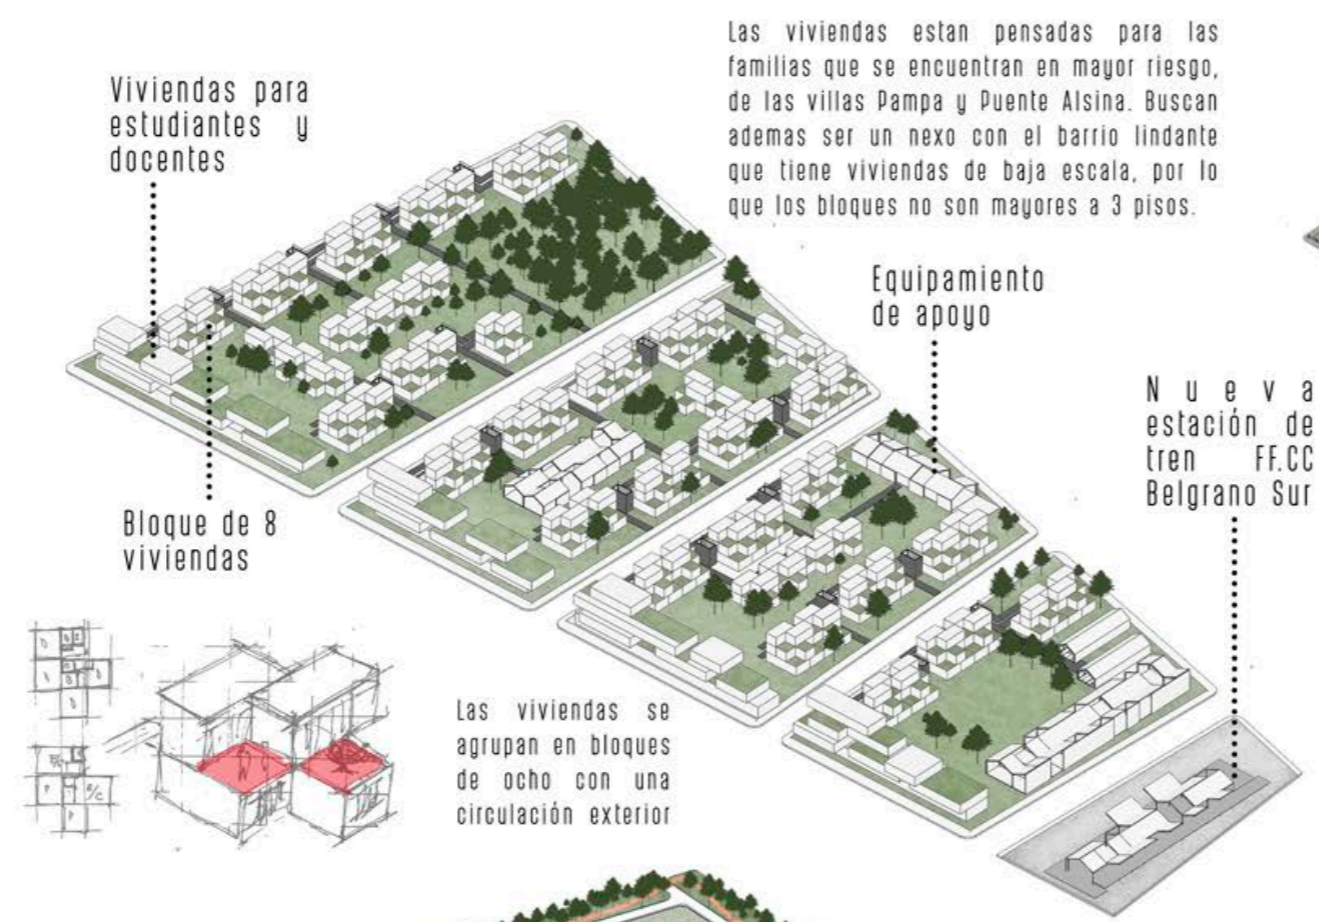 Las viviendas estan pensadas para las
familias que se encuentran en mayor riesgo,
de las villas Pampa y Puente Alsina. Buscan
ademas ser un nexo con el barrio lindante
que tiene viviendas de baja escala, por lo
que los bloques no son mayores a 3 pisos.
Viviendas para
estudiantes y
docentes
Equipamiento
de apoyo
Nueva
estación de
tren FF.CC
Belgrano Sur
Bloque de 8
viviendas
Las viviendas se
agrupan en bloques
de ocho con una
circulación exterior